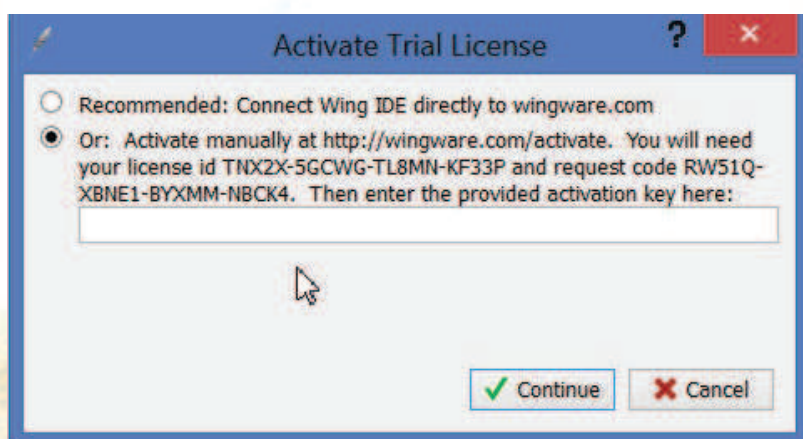 Activate Trial License
?
Recommended: Connect Wing IDE directly to wingware.com
Or: Activate manually at http://wingware.com/activate. You will need
your license id TNX2X-5GCWG-TL8MN-KF33P and request code RW51Q-
XBNE1-BYXMM-NBCK4. Then enter the provided activation key here:
Continue Cancel